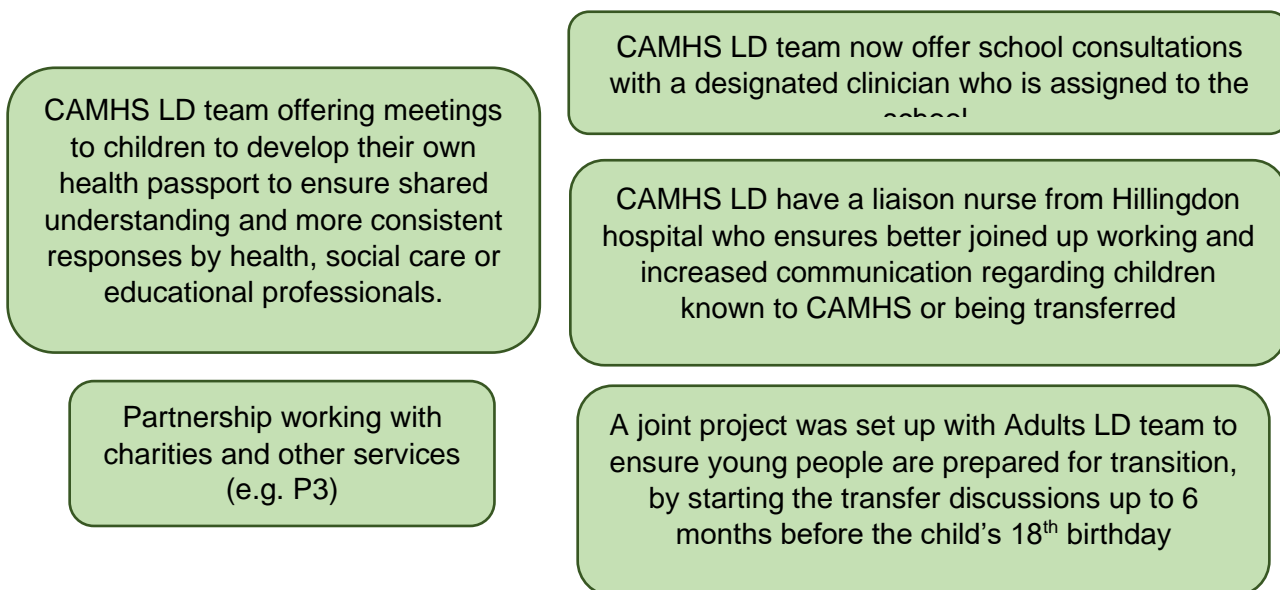 CAMHS LD team offering meetings
to children to develop their own
health passport to ensure shared
understanding and more consistent
responses by health, social care or
educational professionals.
Partnership working with
charities and other services
(e.g. P3)
CAMHS LD team now offer school consultations
with a designated clinician who is assigned to the
school
CAMHS LD have a liaison nurse from Hillingdon
hospital who ensures better joined up working and
increased communication regarding children
known to CAMHS or being transferred
A joint project was set up with Adults LD team to
ensure young people are prepared for transition,
by starting the transfer discussions up to 6
months before the child’s 18th birthday